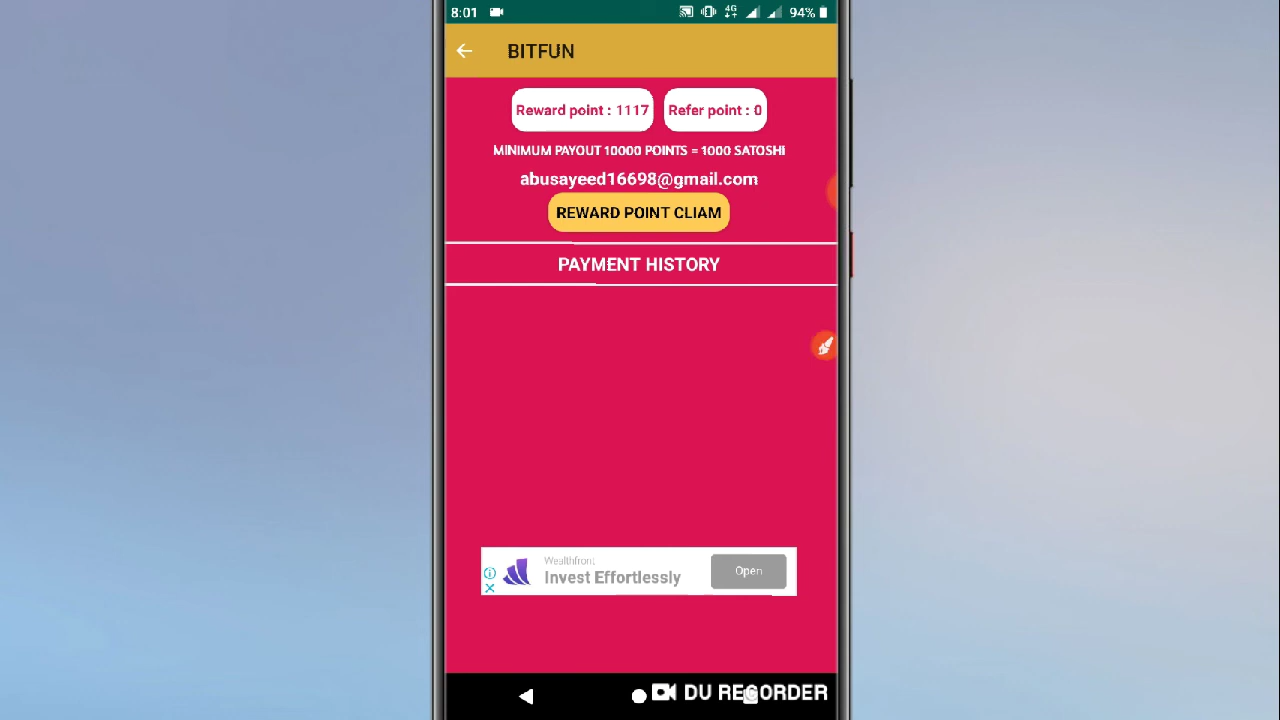 8:01 4G 94%
BITFUN
Reward point : 1117 Refer point : 0
MINIMUM PAYOUT 10000 POINTS = 1000 SATOSHI
abusayeed16698@gmail.com
REWARD POINT CLIAM
PAYMENT HISTORY
Wealthfront
Invest Effortlessly
Open
DU RECORDER